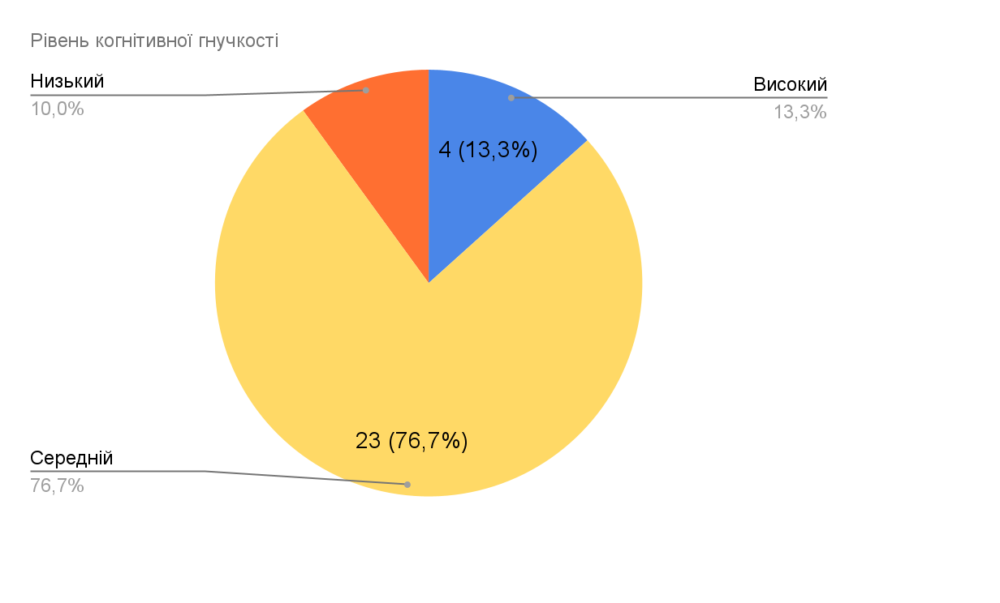 Рівень когнітивної гнучкості
Низький
10,0%
Високий
13,3%
4 (13,3%)
23 (76,7%)
Середній
76,7%